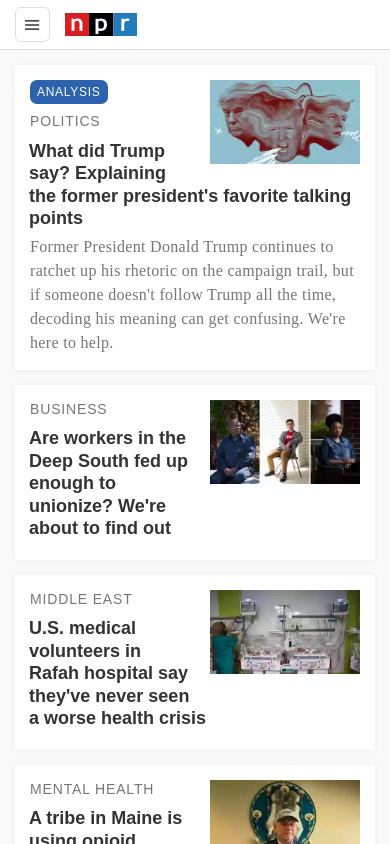 npr
ANALYSIS
POLITICS
What did Trump
say? Explaining
the former president's favorite talking
points
Former President Donald Trump continues to
ratchet up his rhetoric on the campaign trail, but
if someone doesn't follow Trump all the time,
decoding his meaning can get confusing. We're
here to help.
BUSINESS
Are workers in the
Deep South fed up
enough to
unionize? We're
about to find out
MIDDLE EAST
U.S. medical
volunteers in
Rafah hospital say
they've never seen
a worse health crisis
MENTAL HEALTH
A tribe in Maine is
using opioid